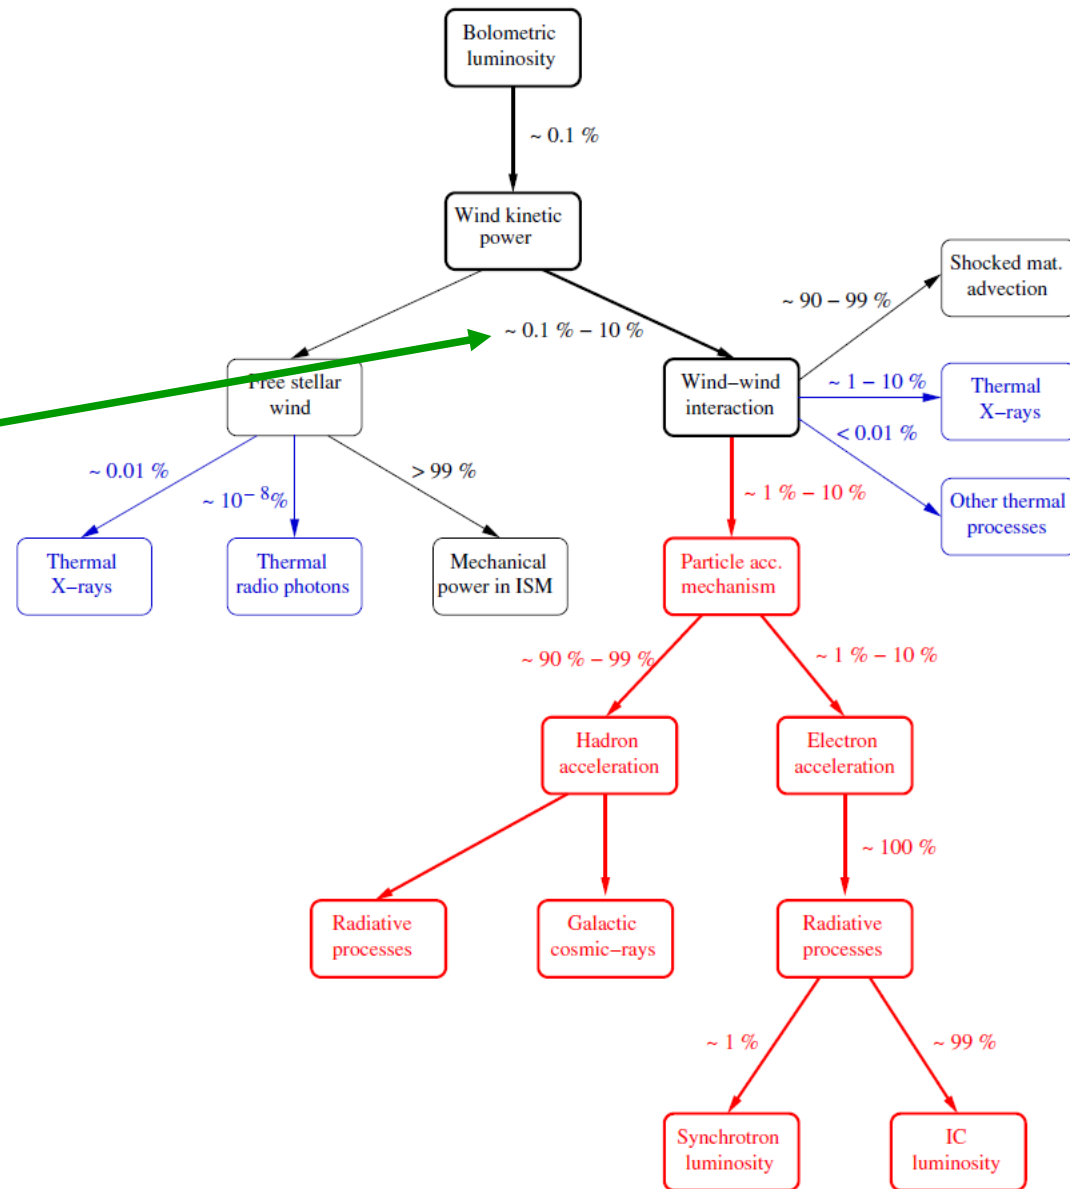 Bolometric
luminosity
~ 0.1 %
Wind kinetic
power
~ 0.1 % − 10 %
~ 90 − 99 %
Shocked mat.
advection
Free stellar
wind
Wind−wind
interaction
~ 1 − 10 %
Thermal
X−rays
< 0.01 %
~ 0.01 %
~ 10⁻⁸%
> 99 %
~ 1 % − 10 %
Other thermal
processes
Thermal
X−rays
Thermal
radio photons
Mechanical
power in ISM
Particle acc.
mechanism
~ 90 % − 99 %
~ 1 % − 10 %
Hadron
acceleration
Electron
acceleration
~ 100 %
Radiative
processes
Galactic
cosmic−rays
Radiative
processes
~ 1 %
~ 99 %
Synchrotron
luminosity
IC
luminosity